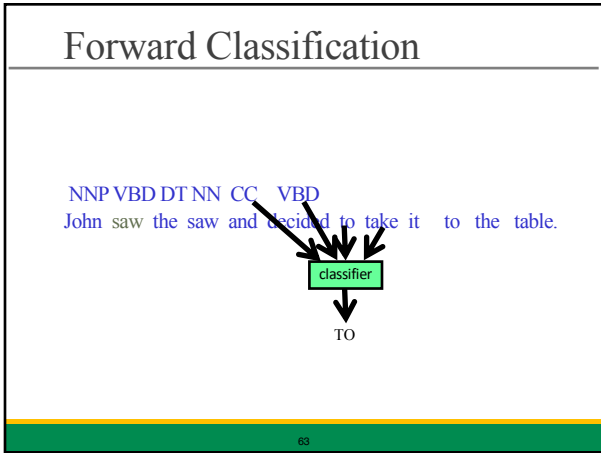 Forward Classification
NNP VBD DT NN CC VBD
John saw the saw and decided to take it to the table.
classifier
TO
63